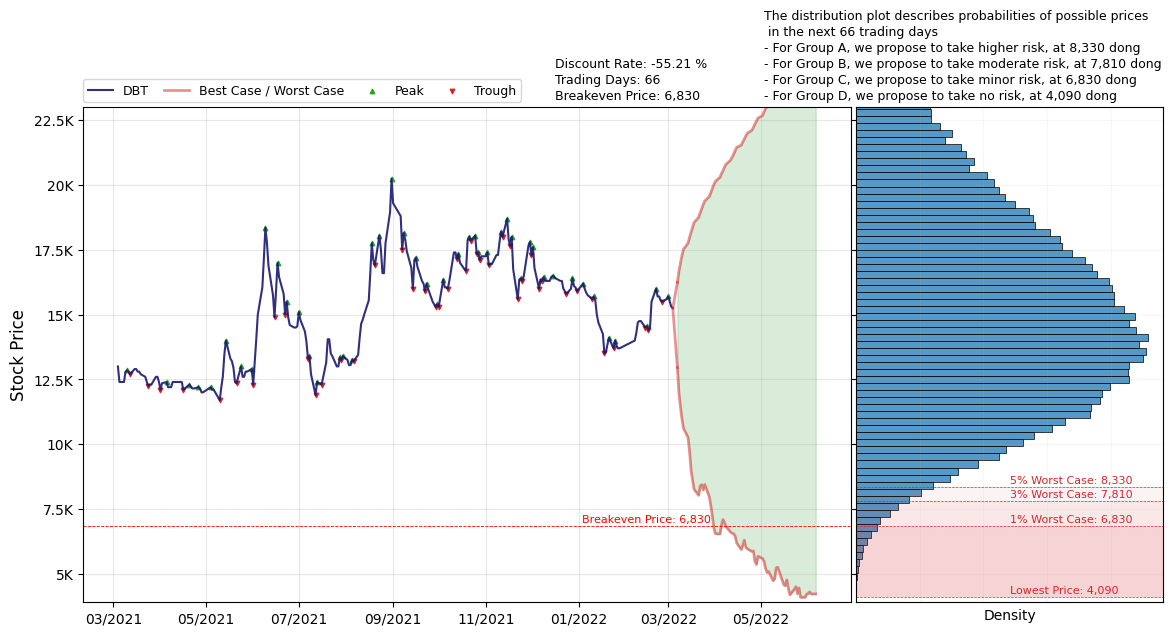 The distribution plot describes probabilities of possible prices
in the next 66 trading days
- For Group A, we propose to take higher risk, at 8,330 dong
- For Group B, we propose to take moderate risk, at 7,810 dong
- For Group C, we propose to take minor risk, at 6,830 dong
- For Group D, we propose to take no risk, at 4,090 dong
Discount Rate: -55.21 %
Trading Days: 66
Breakeven Price: 6,830
DBT
Best Case / Worst Case
Peak
Trough
Stock Price
22.5K
20K
17.5K
15K
12.5K
10K
7.5K
5K
Breakeven Price: 6,830
03/2021
05/2021
07/2021
09/2021
11/2021
01/2022
03/2022
05/2022
5% Worst Case: 8,330
3% Worst Case: 7,810
1% Worst Case: 6,830
Lowest Price: 4,090
Density